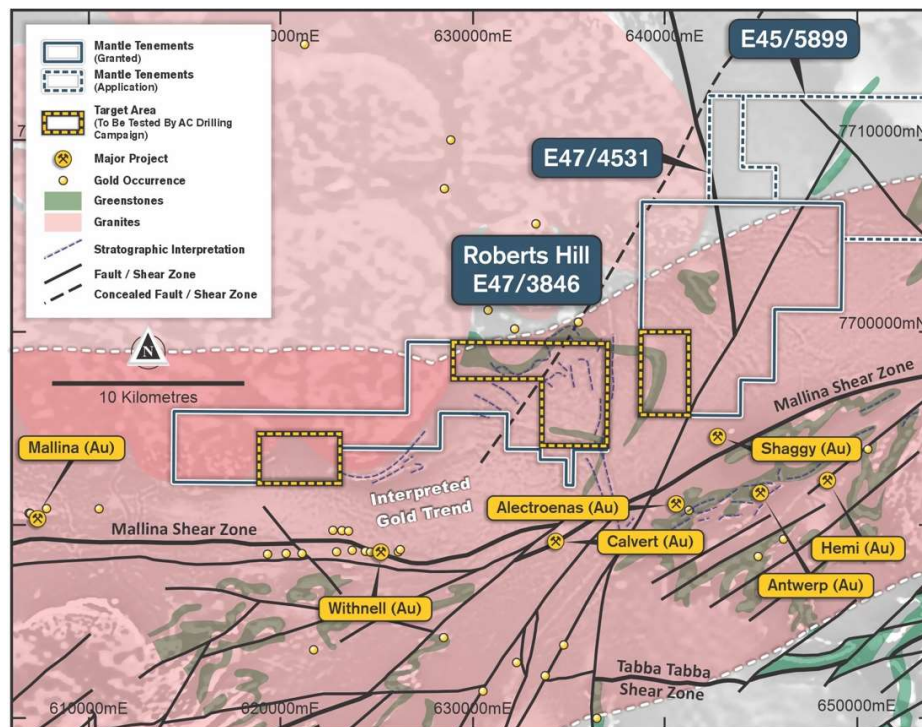 Mantle Tenements
(Granted)
Mantle Tenements
(Application)
Target Area
(To Be Tested By AC Drilling
Campaign)
Major Project
Gold Occurrence
Greenstones
Granites
Stratographic Interpretation
Fault / Shear Zone
Concealed Fault / Shear Zone
N
10 Kilometres
630000mE
640000mE
E45/5899
7710000mN
E47/4531
Roberts Hill
E47/3846
7700000mN
Mallina Shear Zone
Mallina (Au)
Shaggy (Au)
Interpreted
Gold Trend
Alectroenas (Au)
Mallina Shear Zone
Calvert (Au)
Hemi (Au)
Antwerp (Au)
Withnell (Au)
Tabba Tabba
Shear Zone
610000mE
620000mE
630000mE
650000mE